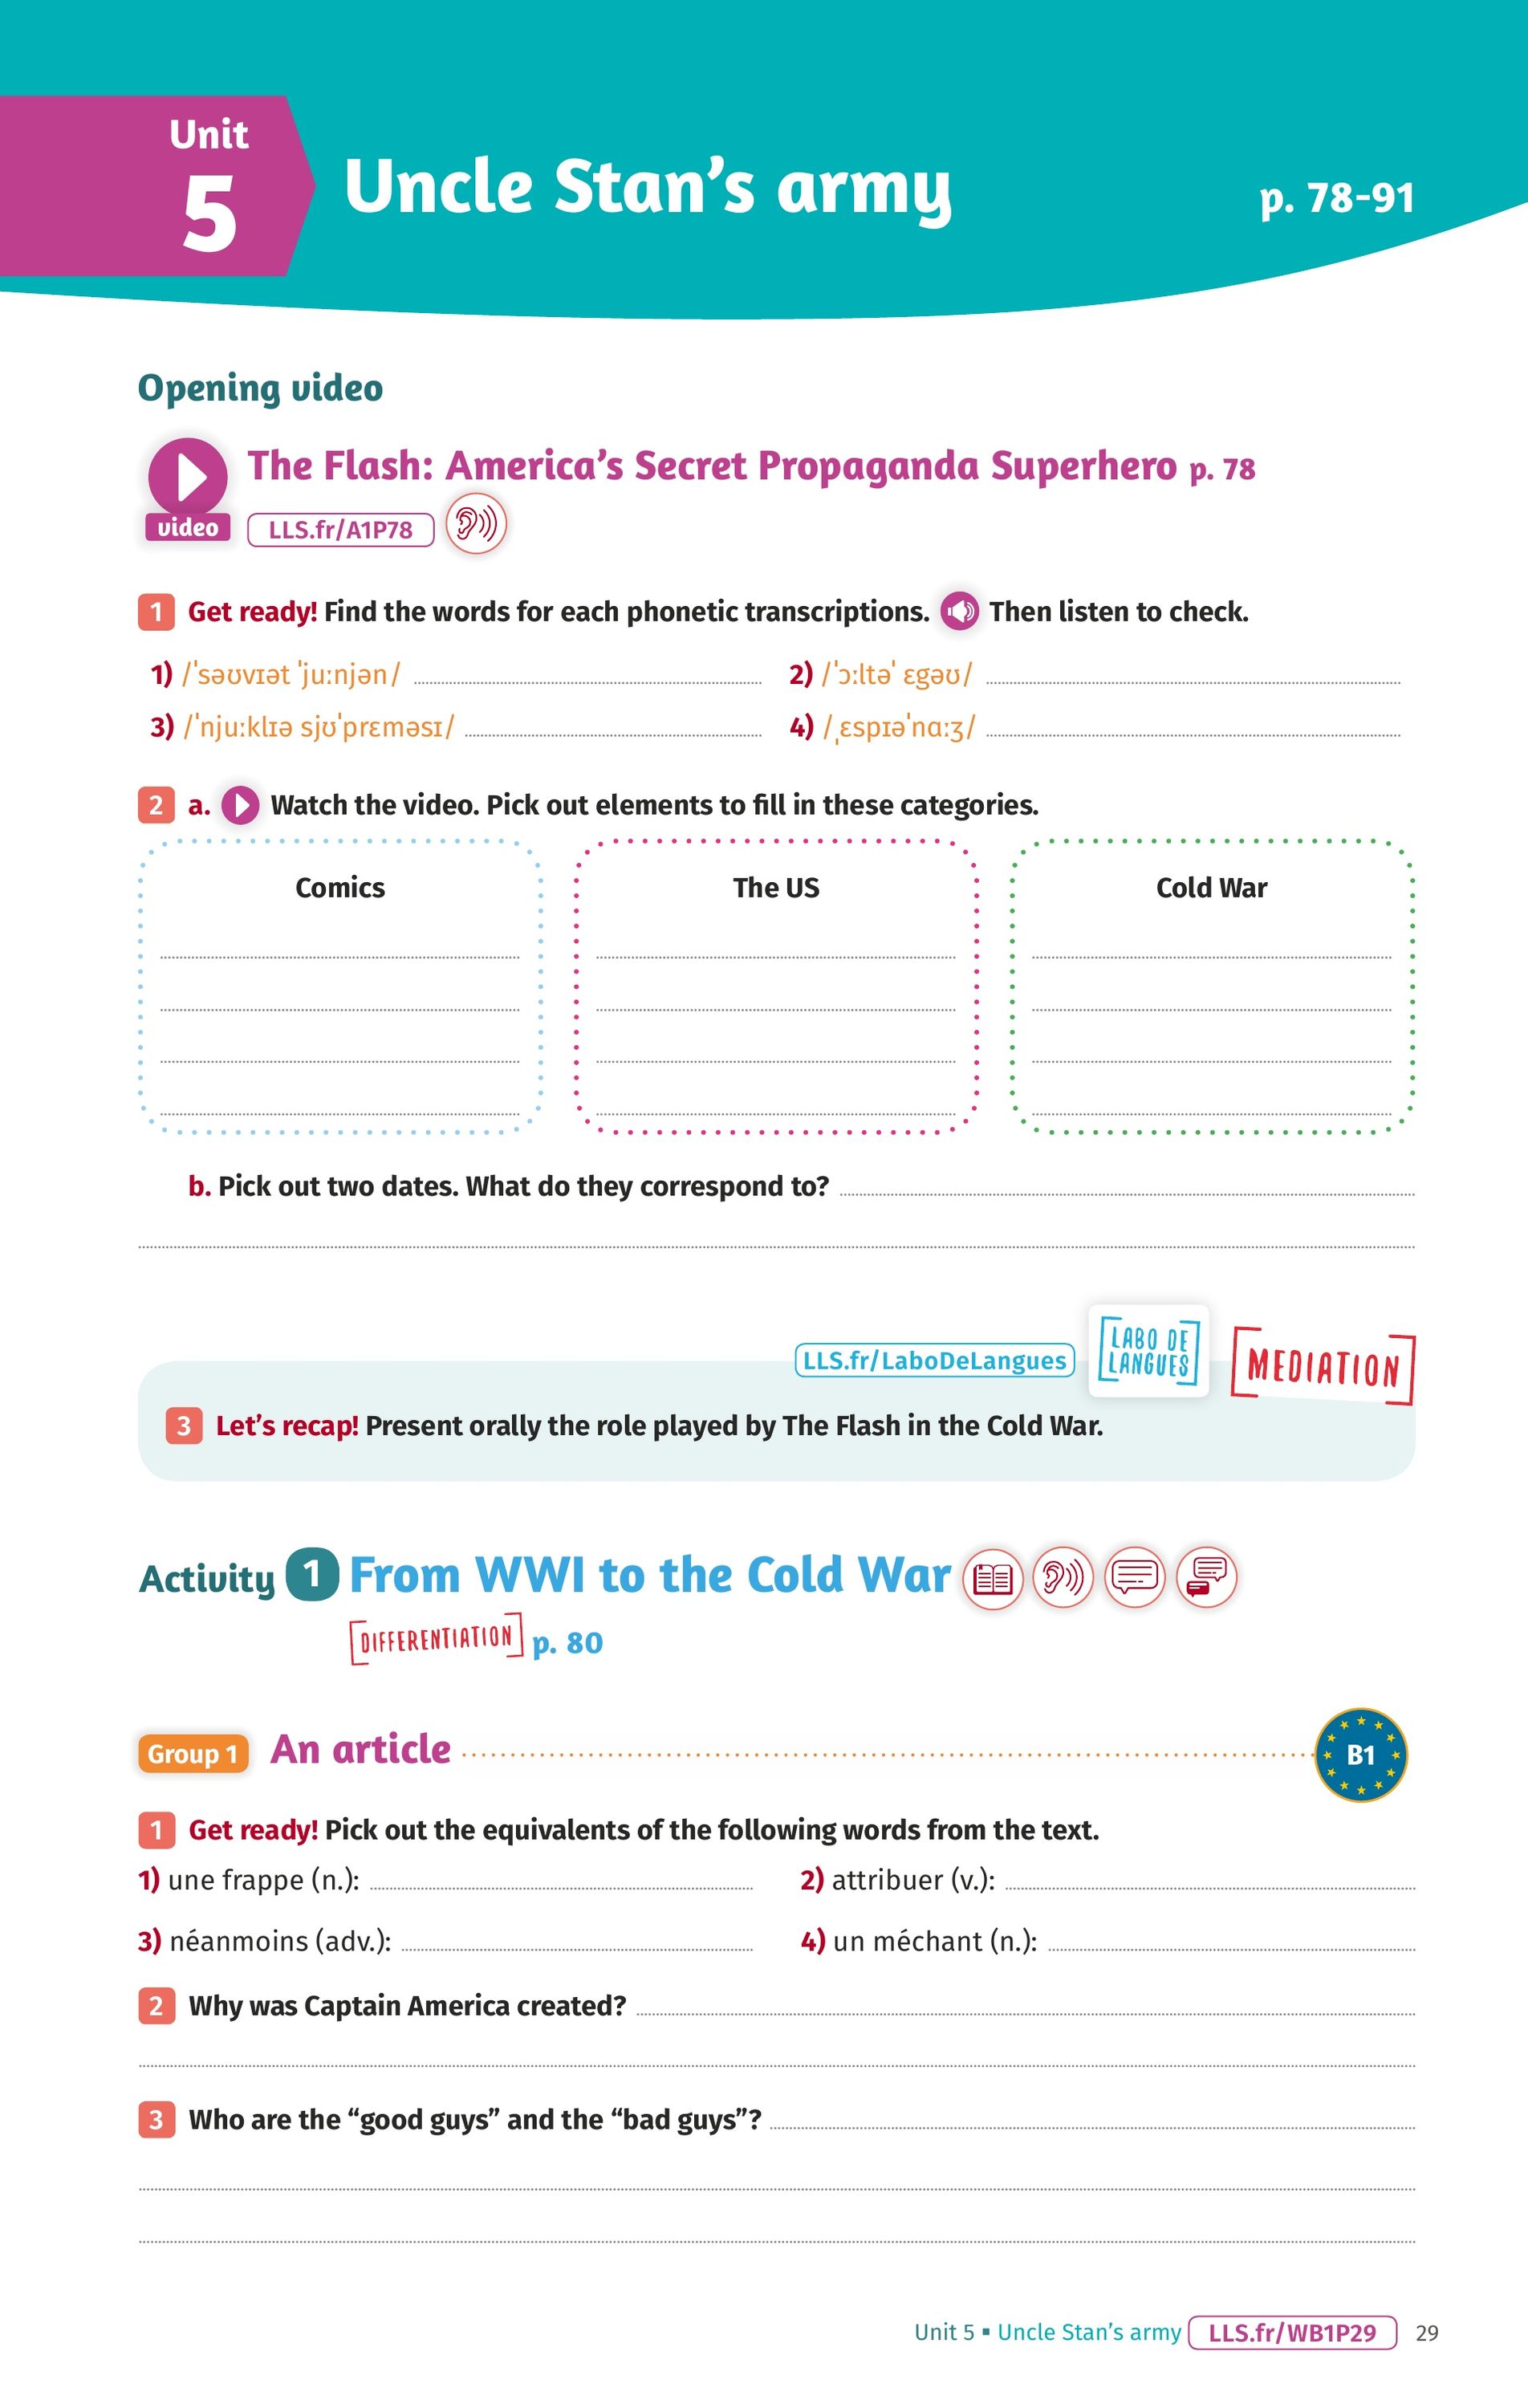 Unit
5
Uncle Stan’s army
p. 78-91
Opening video
The Flash: America’s Secret Propaganda Superhero p. 78
video
LLS.fr/A1P78
1 Get ready! Find the words for each phonetic transcriptions. Then listen to check.
1) /ˈsəʊvɪət ˈjuːnjən/
2) /ˈɔːltəˈ ɛgəʊ/
3) /ˈnjuːklɪə sjʊˈprɛməsɪ/
4) /ˌɛspɪəˈnɑːʒ/
2 a. Watch the video. Pick out elements to fill in these categories.
Comics
The US
Cold War
b. Pick out two dates. What do they correspond to?
LLS.fr/LaboDeLangues
LABO DE
LANGUES
MEDIATION
3 Let’s recap! Present orally the role played by The Flash in the Cold War.
Activity 1 From WWI to the Cold War
DIFFERENTIATION p. 80
Group 1 An article
B1
1 Get ready! Pick out the equivalents of the following words from the text.
1) une frappe (n.):
2) attribuer (v.):
3) néanmoins (adv.):
4) un méchant (n.):
2 Why was Captain America created?
3 Who are the “good guys” and the “bad guys”?
Unit 5 ▪ Uncle Stan’s army LLS.fr/WB1P29 29